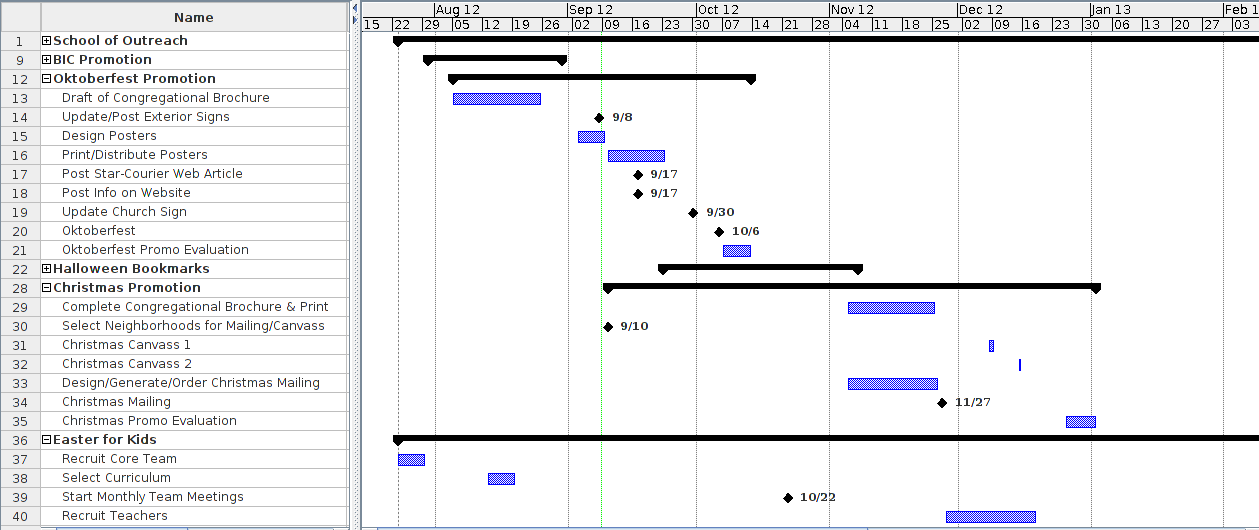 Name
Aug 12 Sep 12 Oct 12 Nov 12 Dec 12 Jan 13 Feb 1
15 22 29 05 12 19 26 02 09 16 23 30 07 14 21 28 04 11 18 25 02 09 16 23 30 06 13 20 27 03
1 School of Outreach
9 BIC Promotion
12 Oktoberfest Promotion
13 Draft of Congregational Brochure
14 Update/Post Exterior Signs 9/8
15 Design Posters
16 Print/Distribute Posters
17 Post Star-Courier Web Article 9/17
18 Post Info on Website 9/17
19 Update Church Sign 9/30
20 Oktoberfest 10/6
21 Oktoberfest Promo Evaluation
22 Halloween Bookmarks
28 Christmas Promotion
29 Complete Congregational Brochure & Print
30 Select Neighborhoods for Mailing/Canvass 9/10
31 Christmas Canvass 1
32 Christmas Canvass 2
33 Design/Generate/Order Christmas Mailing
34 Christmas Mailing 11/27
35 Christmas Promo Evaluation
36 Easter for Kids
37 Recruit Core Team
38 Select Curriculum
39 Start Monthly Team Meetings 10/22
40 Recruit Teachers